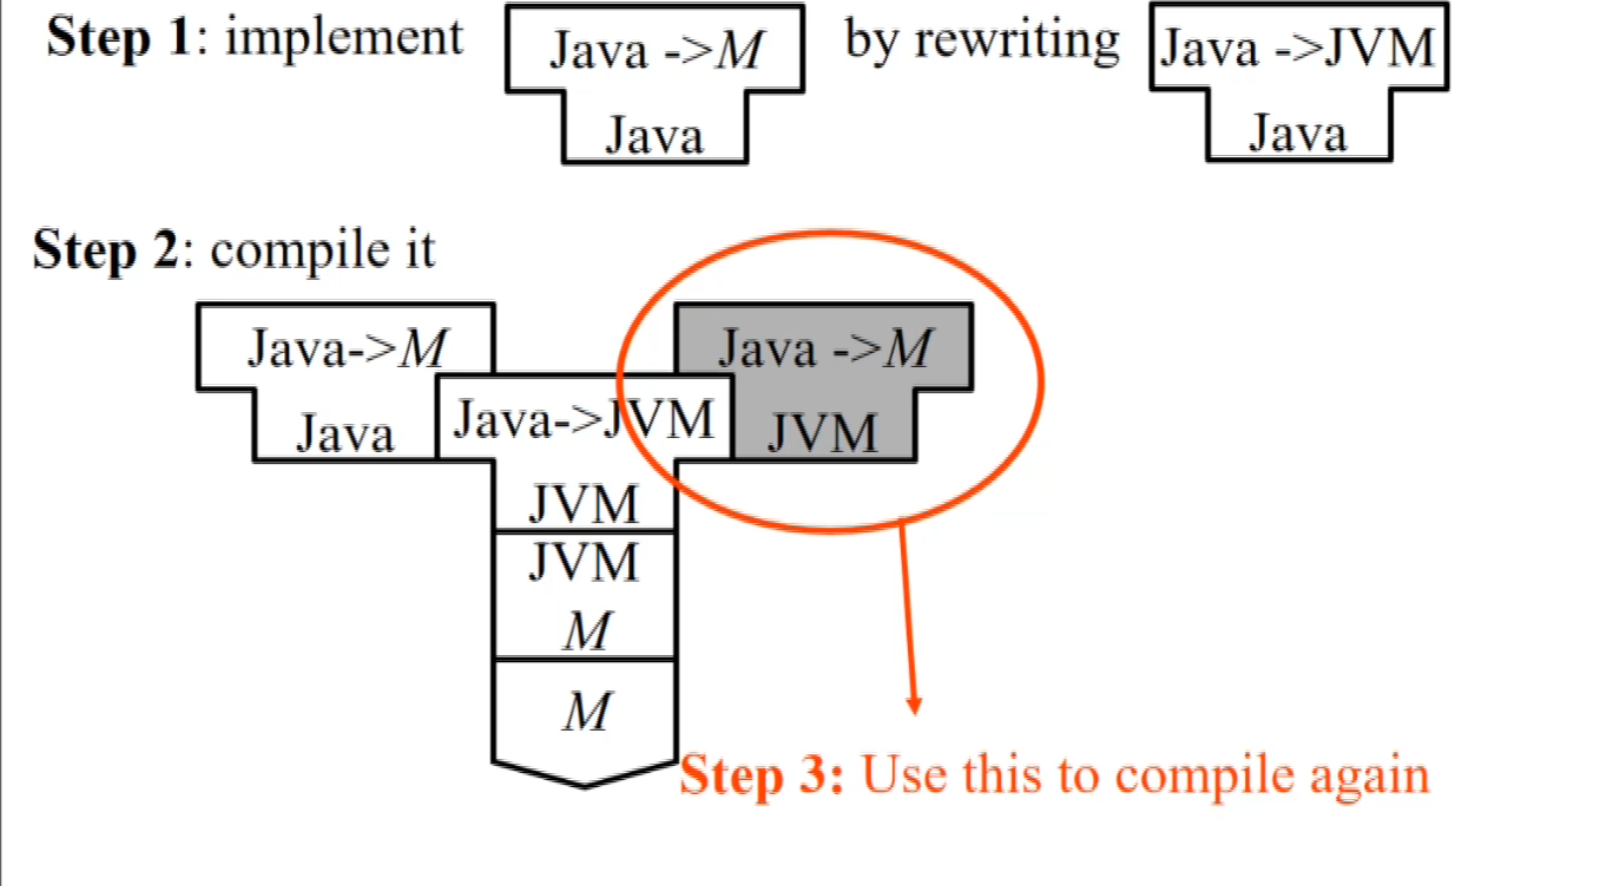 Step 1: implement
Java ->M
Java
by rewriting
Java ->JVM
Java
Step 2: compile it
Java->M
Java
Java->JVM
JVM
JVM
M
M
Java ->M
JVM
Step 3: Use this to compile again